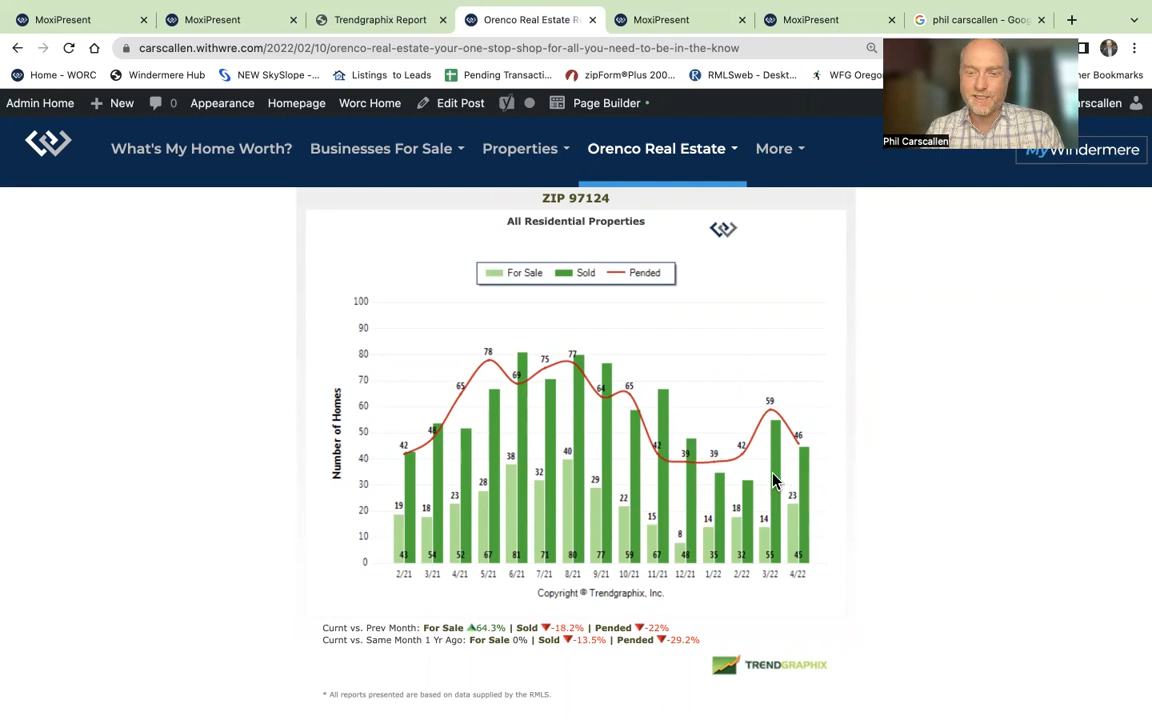 MoxiPresent
MoxiPresent
Trendgraphix Report
Orenco Real Estate R
MoxiPresent
MoxiPresent
phil carscallen - Goo
carscallen.withwre.com/2022/02/10/orenco-real-estate-your-one-stop-shop-for-all-you-need-to-be-in-the-know
Home - WORC
Windermere Hub
NEW SkySlope -...
Listings to Leads
Pending Transacti...
zipForm®Plus 200...
RMLSweb - Deskt...
WFG Orego
her Bookmarks
Admin Home
New
0
Appearance
Homepage
Worc Home
Edit Post
Page Builder
arscallen
Phil Carscallen
What's My Home Worth?
Businesses For Sale
Properties
Orenco Real Estate
More
MyWindermere
ZIP 97124
All Residential Properties
For Sale
Sold
Pended
Number of Homes
100
90
80
70
60
50
40
30
20
10
0
42 48 65 78 69 75 77 64 65 42 39 39 42 59 46
19 18 23 28 38 32 40 29 22 15 8 14 18 14 23
43 54 52 67 81 71 80 77 59 67 48 35 32 55 45
2/21 3/21 4/21 5/21 6/21 7/21 8/21 9/21 10/21 11/21 12/21 1/22 2/22 3/22 4/22
Copyright ® Trendgraphix, Inc.
Curnt vs. Prev Month: For Sale 64.3% | Sold -18.2% | Pended -22%
Curnt vs. Same Month 1 Yr Ago: For Sale 0% | Sold -13.5% | Pended -29.2%
TRENDGRAPHIX
* All reports presented are based on data supplied by the RMLS.